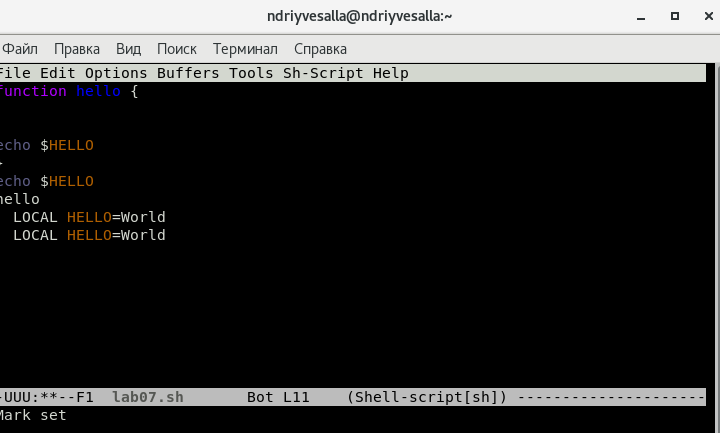 ndriyvesalla@ndriyvesalla:~
Файл Правка Вид Поиск Терминал Справка
File Edit Options Buffers Tools Sh-Script Help
function hello {
echo $HELLO
}
echo $HELLO
hello
LOCAL HELLO=World
LOCAL HELLO=World
-UUU:**--F1 lab07.sh Bot L11 (Shell-script[sh]) ---------------------
Mark set